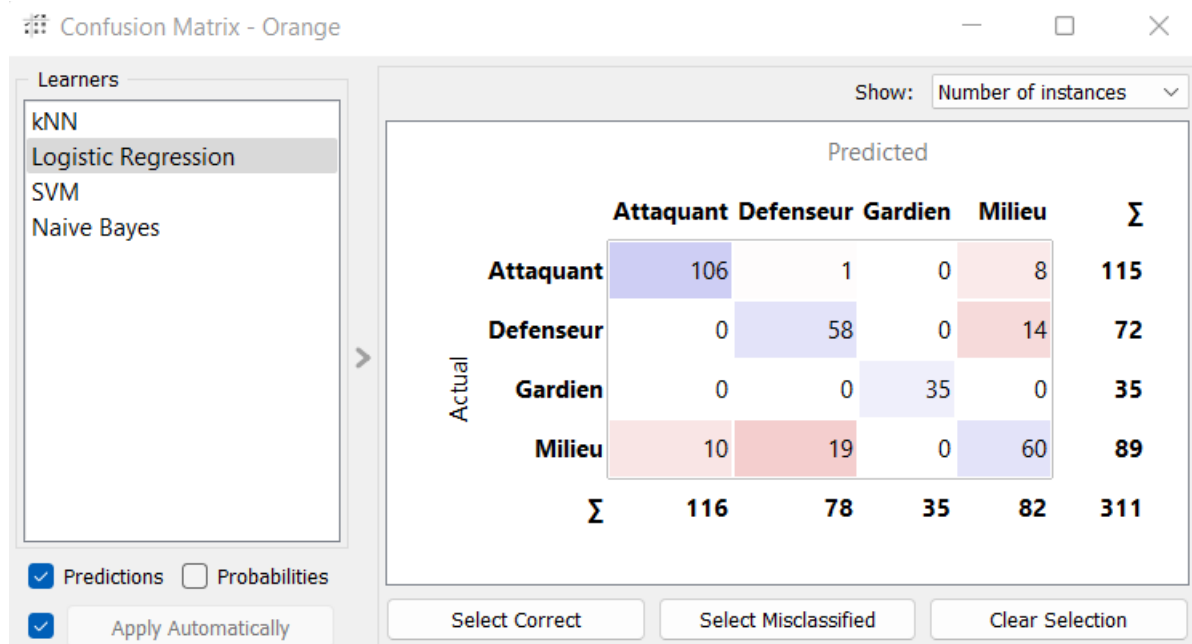 Confusion Matrix - Orange
Learners
kNN
Logistic Regression
SVM
Naive Bayes
Predictions Probabilities
Apply Automatically
Show: Number of instances
Predicted
Attaquant Defenseur Gardien Milieu ∑
Actual
Attaquant 106 1 0 8 115
Defenseur 0 58 0 14 72
Gardien 0 0 35 0 35
Milieu 10 19 0 60 89
∑ 116 78 35 82 311
Select Correct Select Misclassified Clear Selection